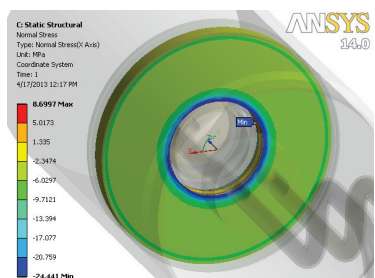 C: Static Structural
Normal Stress
Type: Normal Stress(X Axis)
Unit: MPa
Coordinate System
Time: 1
4/17/2013 12:17 PM
ANSYS
14.0
8.6997 Max
5.0173
1.335
-2.3474
-6.0297
-9.7121
-13.394
-17.077
-20.759
-24.441 Min
Min